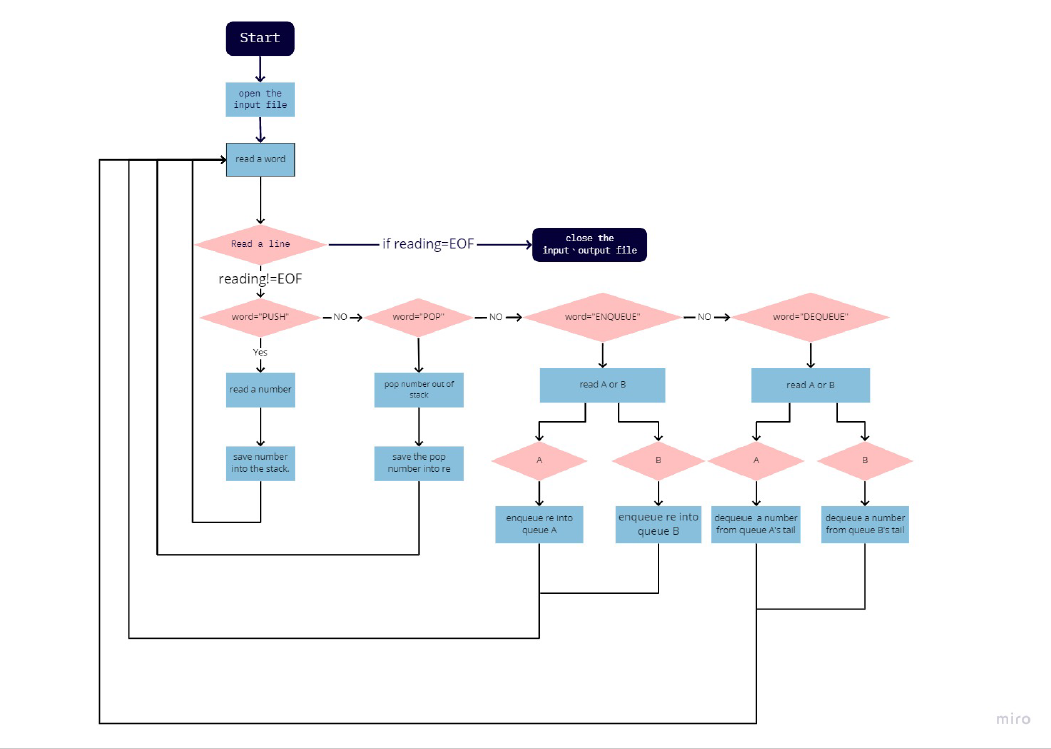 Start
open the
input file
read a word
Read a line
if reading=EOF
close the
input、output file
reading!=EOF
word="PUSH"
NO
word="POP"
NO
word="ENQUEUE"
NO
word="DEQUEUE"
Yes
read a number
pop number out of
stack
read A or B
read A or B
save number
into the stack.
save the pop
number into re
A
B
A
B
enqueue re into
queue A
enqueue re into
queue B
dequeue a number
from queue A's tail
dequeue a number
from queue B's tail
miro